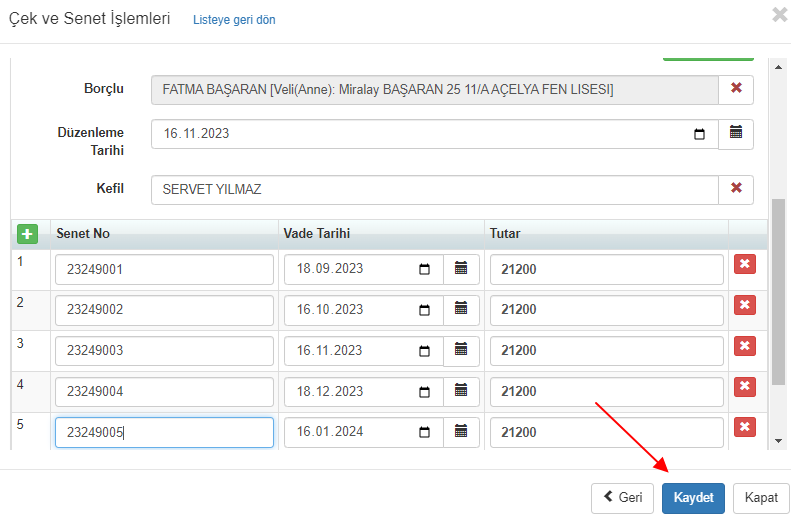 Çek ve Senet İşlemleri Listeye geri dön
Borçlu FATMA BAŞARAN [Veli(Anne): Miralay BAŞARAN 25 11/A AÇELYA FEN LISESI]
Düzenleme
Tarihi 16.11.2023
Kefil SERVET YILMAZ
Senet No Vade Tarihi Tutar
1 23249001 18.09.2023 21200
2 23249002 16.10.2023 21200
3 23249003 16.11.2023 21200
4 23249004 18.12.2023 21200
5 23249005 16.01.2024 21200
Geri Kaydet Kapat